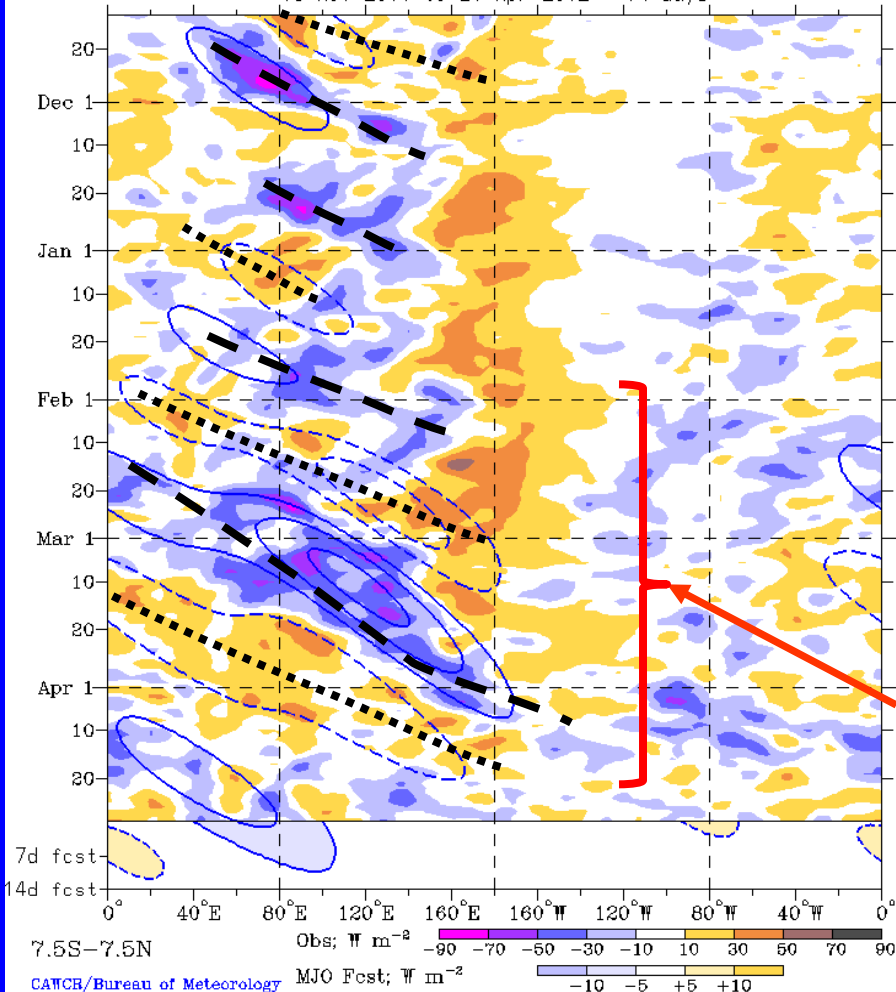 20
Dec 1
10
20
Jan 1
10
20
Feb 1
10
20
Mar 1
10
20
Apr 1
10
20
7d fcst
14d fcst
0° 40°E 80°E 120°E 160°E 160°W 120°W 80°W 40°W 0°
7.5S-7.5N
Obs; W m⁻²
-90 -70 -50 -30 -10 10 30 50 70 90
CAWCR/Bureau of Meteorology
MJO Fcst; W m⁻²
-10 -5 +5 +10